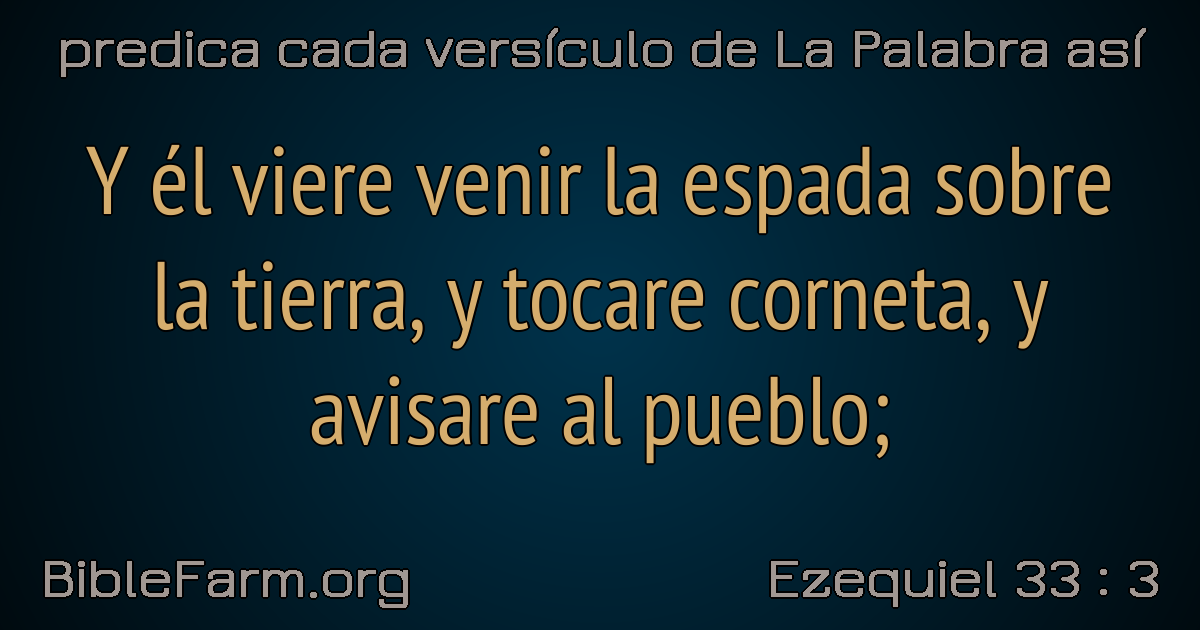 predica cada versículo de La Palabra así
Y él viere venir la espada sobre
la tierra, y tocare corneta, y
avisare al pueblo;
BibleFarm.org
Ezequiel 33 : 3